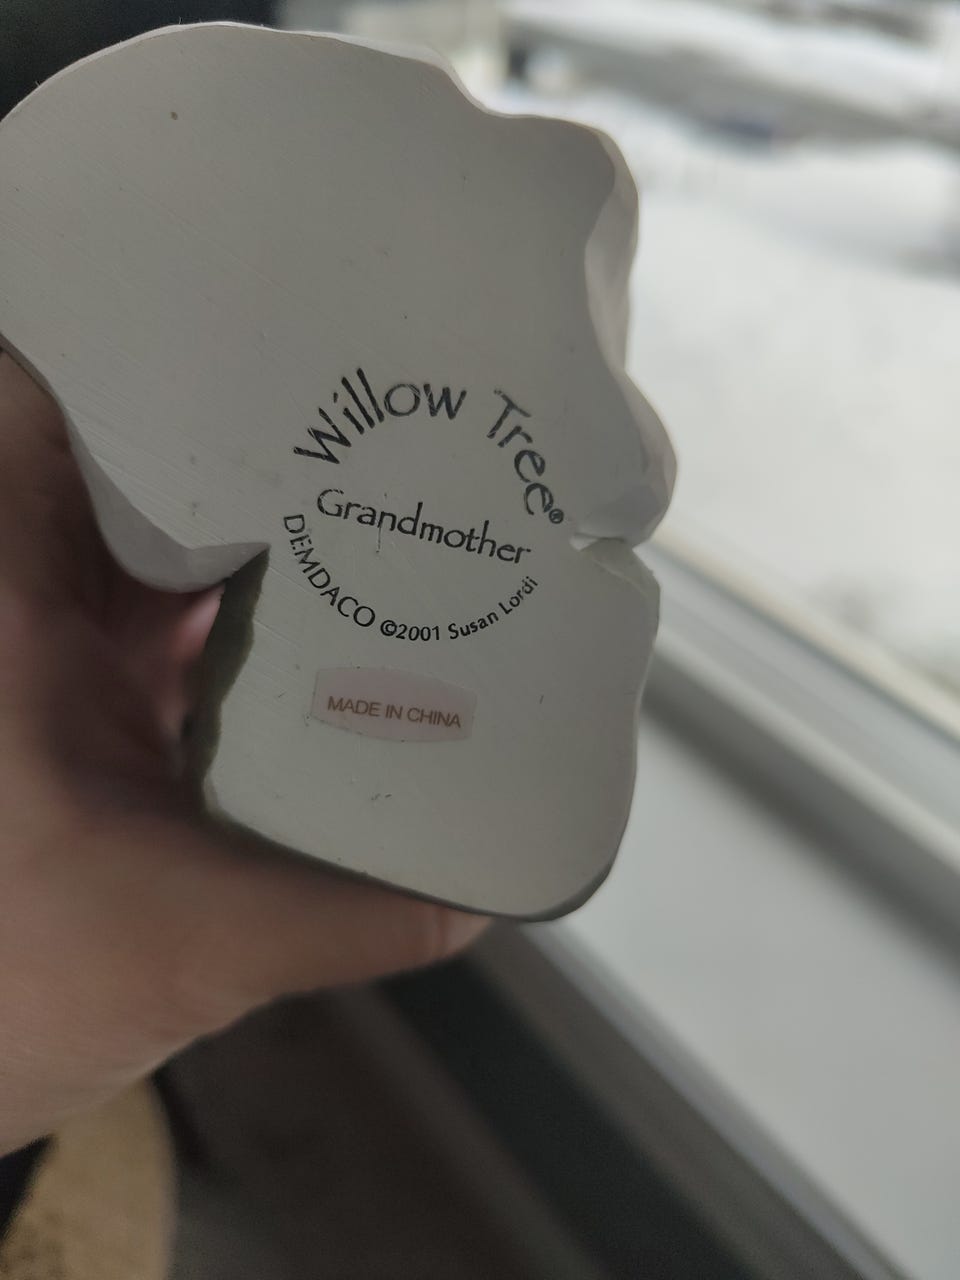 Willow Tree®
Grandmother
DEMDACO ©2001 Susan Lordi
MADE IN CHINA